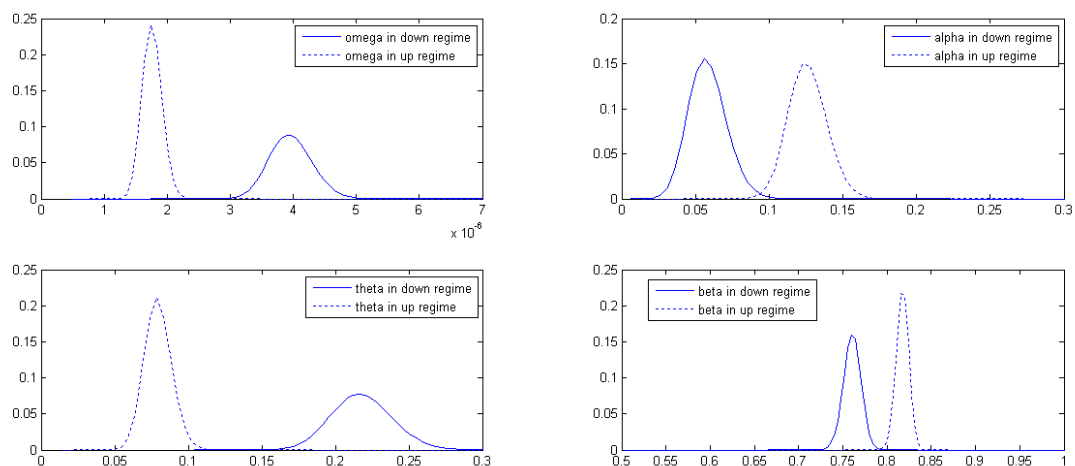 0.25
0.2
0.15
0.1
0.05
0
0 1 2 3 4 5 6 7
x 10⁻⁶
omega in down regime
omega in up regime
0.2
0.15
0.1
0.05
0
0 0.05 0.1 0.15 0.2 0.25 0.3
alpha in down regime
alpha in up regime
0.25
0.2
0.15
0.1
0.05
0
0 0.05 0.1 0.15 0.2 0.25 0.3
theta in down regime
theta in up regime
0.25
0.2
0.15
0.1
0.05
0
0.5 0.55 0.6 0.65 0.7 0.75 0.8 0.85 0.9 0.95 1
beta in down regime
beta in up regime